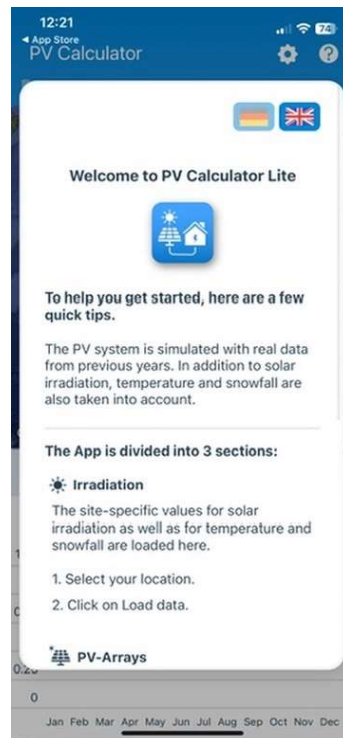 12:21
74
◀ App Store
PV Calculator
Welcome to PV Calculator Lite
To help you get started, here are a few
quick tips.
The PV system is simulated with real data
from previous years. In addition to solar
irradiation, temperature and snowfall are
also taken into account.
The App is divided into 3 sections:
Irradiation
The site-specific values for solar
irradiation as well as for temperature and
snowfall are loaded here.
1. Select your location.
2. Click on Load data.
PV-Arrays
0
Jan Feb Mar Apr May Jun Jul Aug Sep Oct Nov Dec